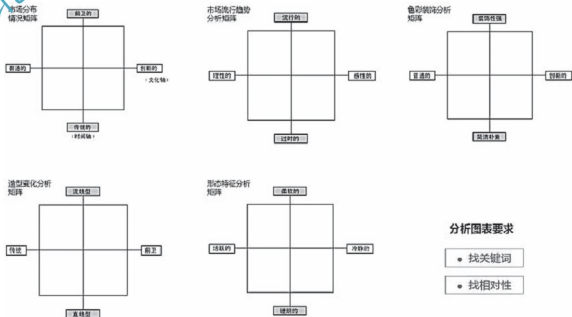 市场分布
情况矩阵
前卫的
普通的
创新的
(文化轴)
传统的
(时间轴)
市场流行趋势
分析矩阵
流行的
理性的
感性的
过时的
色彩装饰分析
矩阵
装饰性强
普通的
创新的
简洁朴素
造型变化分析
矩阵
流线型
传统
前卫
直线型
形态特征分析
矩阵
柔软的
活跃的
冷静的
硬朗的
分析图表要求
• 找关键词
• 找相对性